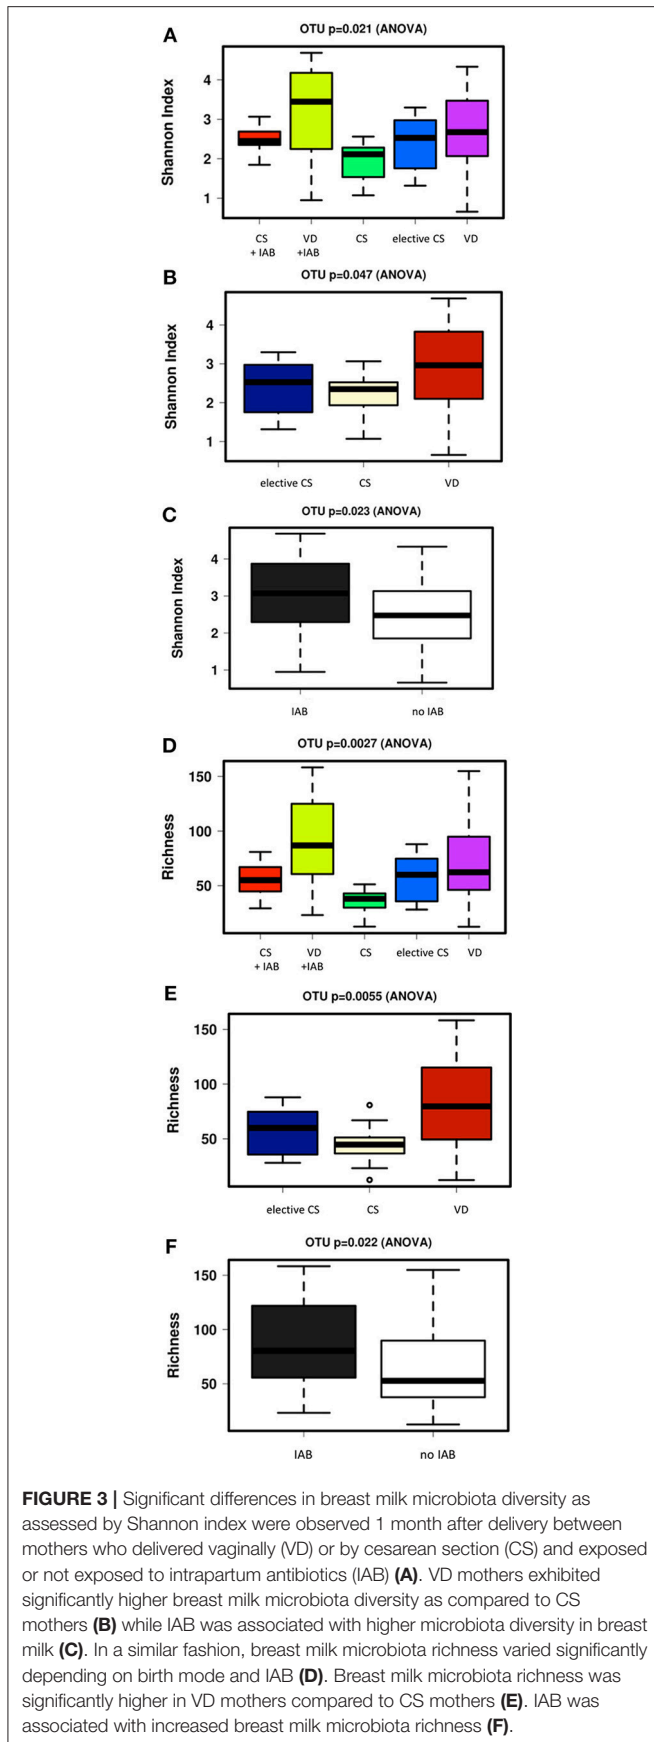 A
OTU p=0.021 (ANOVA)
Shannon Index
4
3
2
1
CS + IAB
VD +IAB
CS
elective CS
VD
B
OTU p=0.047 (ANOVA)
Shannon Index
4
3
2
1
elective CS
CS
VD
C
OTU p=0.023 (ANOVA)
Shannon Index
4
3
2
1
IAB
no IAB
D
OTU p=0.0027 (ANOVA)
Richness
150
100
50
CS + IAB
VD +IAB
CS
elective CS
VD
E
OTU p=0.0055 (ANOVA)
Richness
150
100
50
elective CS
CS
VD
F
OTU p=0.022 (ANOVA)
Richness
150
100
50
IAB
no IAB
FIGURE 3 | Significant differences in breast milk microbiota diversity as
assessed by Shannon index were observed 1 month after delivery between
mothers who delivered vaginally (VD) or by cesarean section (CS) and exposed
or not exposed to intrapartum antibiotics (IAB) (A). VD mothers exhibited
significantly higher breast milk microbiota diversity as compared to CS
mothers (B) while IAB was associated with higher microbiota diversity in breast
milk (C). In a similar fashion, breast milk microbiota richness varied significantly
depending on birth mode and IAB (D). Breast milk microbiota richness was
significantly higher in VD mothers compared to CS mothers (E). IAB was
associated with increased breast milk microbiota richness (F).